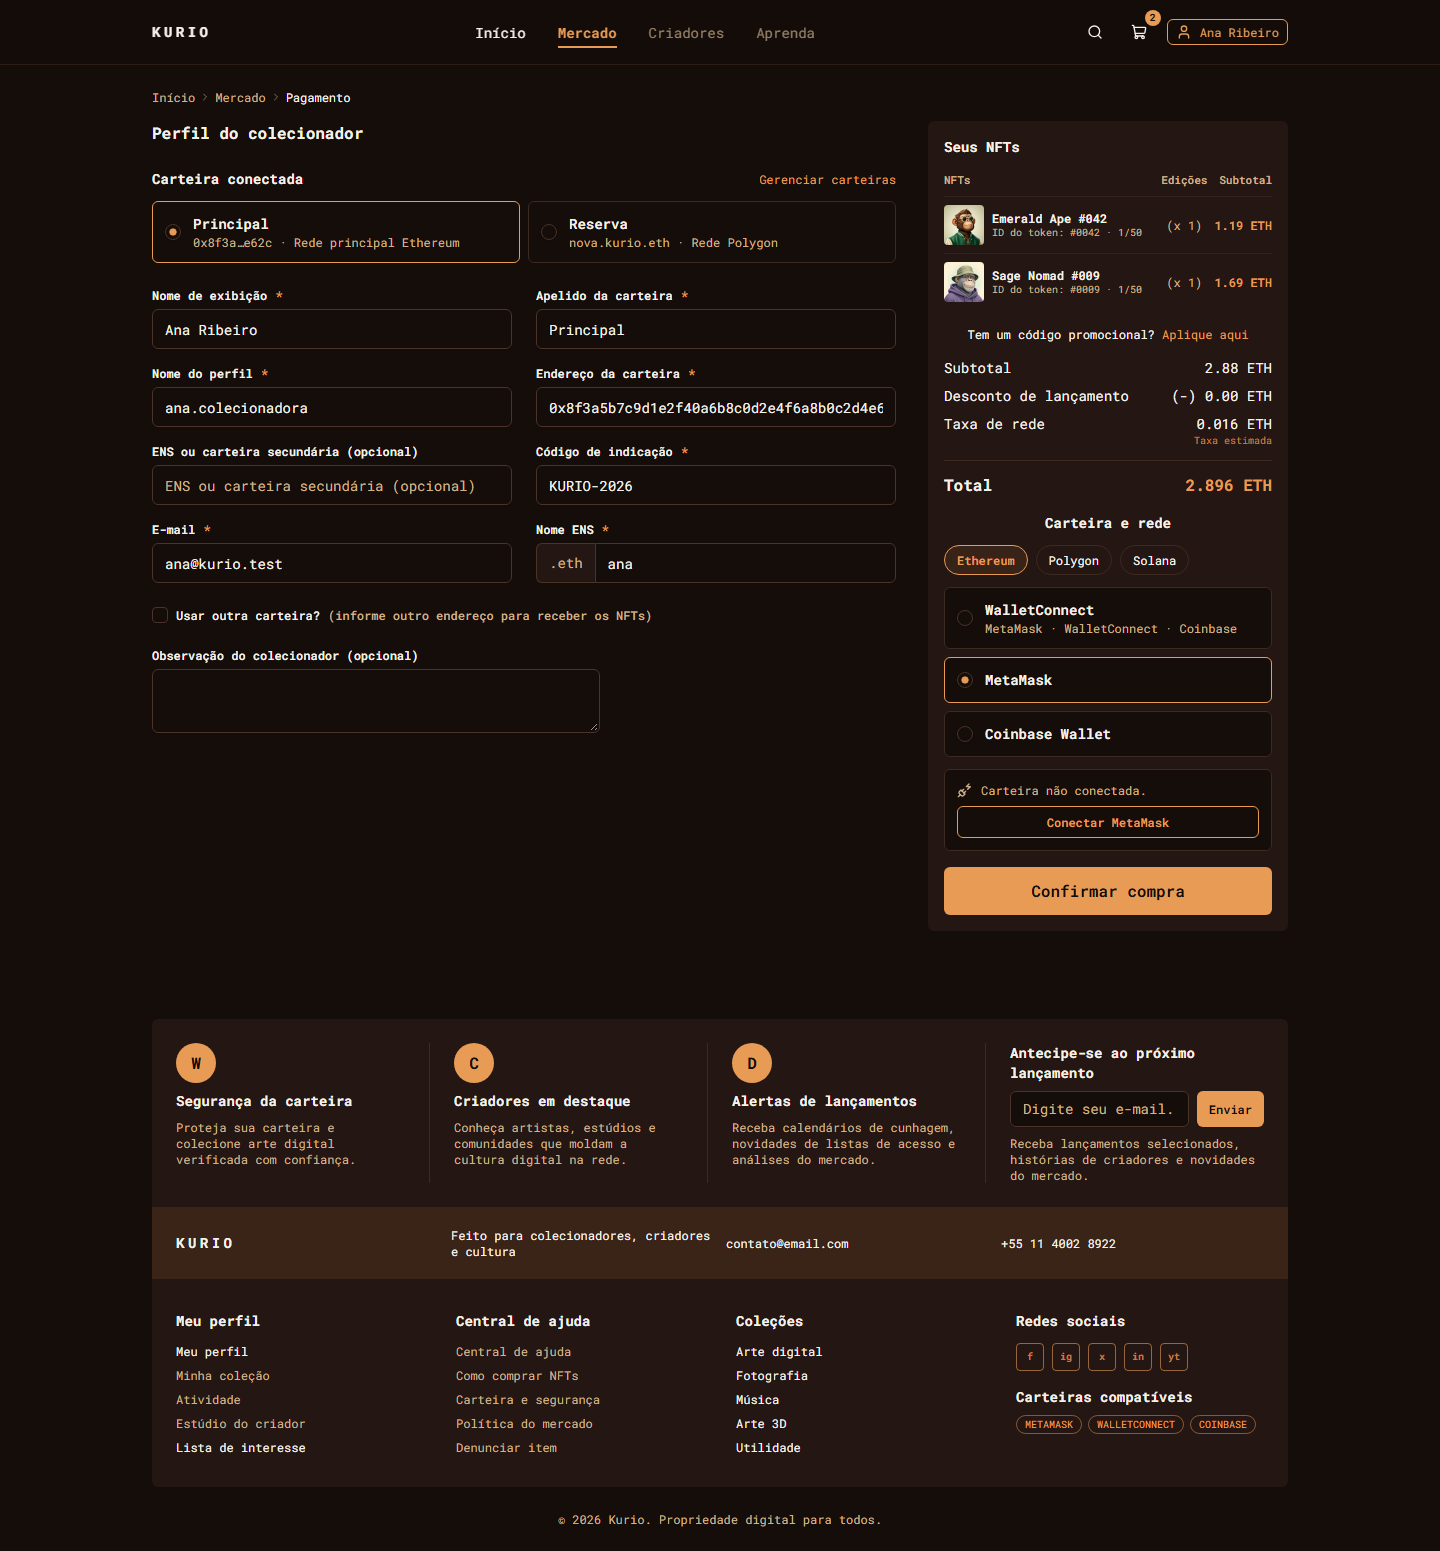 KURIO
Início
Mercado
Criadores
Aprenda
2
Ana Ribeiro
Início > Mercado > Pagamento
Perfil do colecionador
Carteira conectada
Gerenciar carteiras
Principal
0x8f3a…e62c · Rede principal Ethereum
Reserva
nova.kurio.eth · Rede Polygon
Nome de exibição *
Ana Ribeiro
Apelido da carteira *
Principal
Nome do perfil *
ana.colecionadora
Endereço da carteira *
0x8f3a5b7c9d1e2f40a6b8c0d2e4f6a8b0c2d4e6
ENS ou carteira secundária (opcional)
ENS ou carteira secundária (opcional)
Código de indicação *
KURIO-2026
E-mail *
ana@kurio.test
Nome ENS *
.eth
ana
Usar outra carteira? (informe outro endereço para receber os NFTs)
Observação do colecionador (opcional)
Seus NFTs
NFTs Edições Subtotal
Emerald Ape #042
ID do token: #0042 · 1/50
(x 1) 1.19 ETH
Sage Nomad #009
ID do token: #0009 · 1/50
(x 1) 1.69 ETH
Tem um código promocional? Aplique aqui
Subtotal 2.88 ETH
Desconto de lançamento (-) 0.00 ETH
Taxa de rede 0.016 ETH
Taxa estimada
Total 2.896 ETH
Carteira e rede
Ethereum
Polygon
Solana
WalletConnect
MetaMask · WalletConnect · Coinbase
MetaMask
Coinbase Wallet
Carteira não conectada.
Conectar MetaMask
Confirmar compra
W
Segurança da carteira
Proteja sua carteira e
colecione arte digital
verificada com confiança.
C
Criadores em destaque
Conheça artistas, estúdios e
comunidades que moldam a
cultura digital na rede.
D
Alertas de lançamentos
Receba calendários de cunhagem,
novidades de listas de acesso e
análises do mercado.
Antecipe-se ao próximo
lançamento
Digite seu e-mail.
Enviar
Receba lançamentos selecionados,
histórias de criadores e novidades
do mercado.
KURIO
Feito para colecionadores, criadores
e cultura
contato@email.com
+55 11 4002 8922
Meu perfil
Meu perfil
Minha coleção
Atividade
Estúdio do criador
Lista de interesse
Central de ajuda
Central de ajuda
Como comprar NFTs
Carteira e segurança
Política do mercado
Denunciar item
Coleções
Arte digital
Fotografia
Música
Arte 3D
Utilidade
Redes sociais
f
ig
x
in
yt
Carteiras compatíveis
METAMASK
WALLETCONNECT
COINBASE
© 2026 Kurio. Propriedade digital para todos.